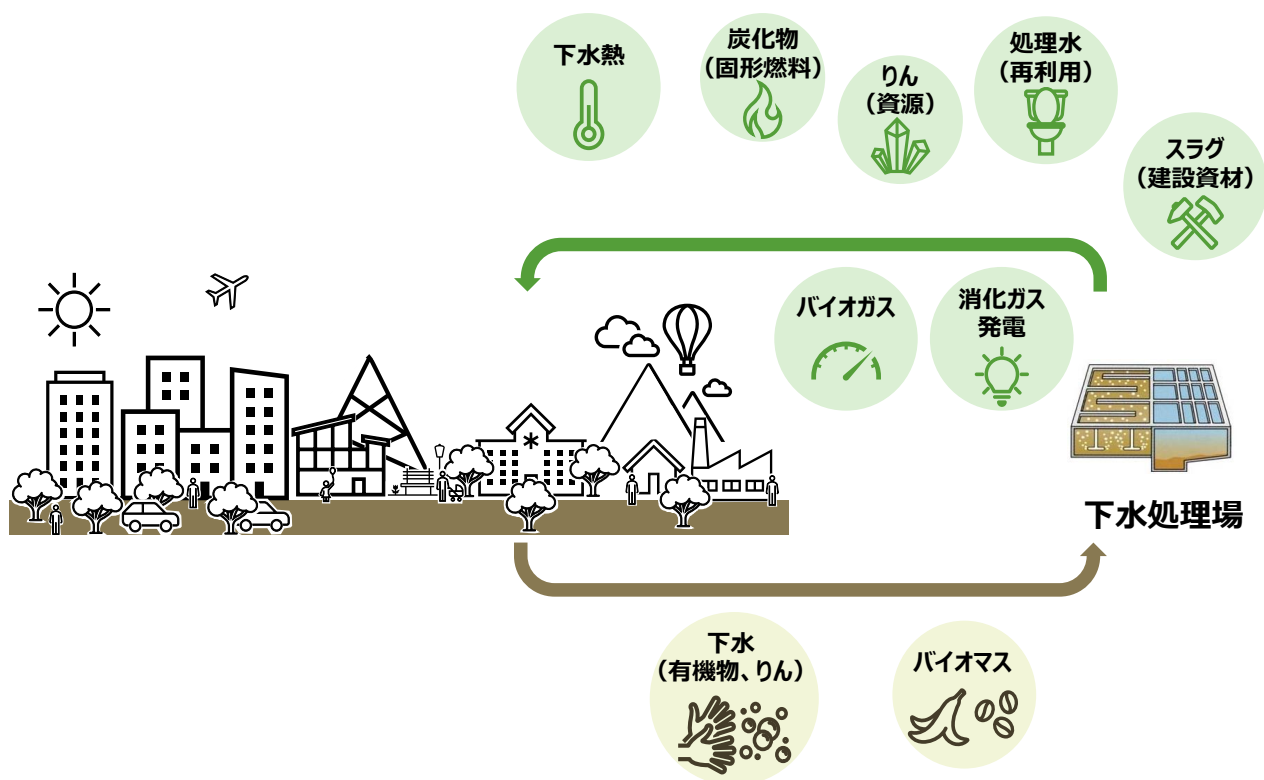 下水熱
炭化物
（固形燃料）
りん
（資源）
処理水
（再利用）
スラグ
（建設資材）
バイオガス
消化ガス
発電
下水処理場
下水
（有機物、りん）
バイオマス